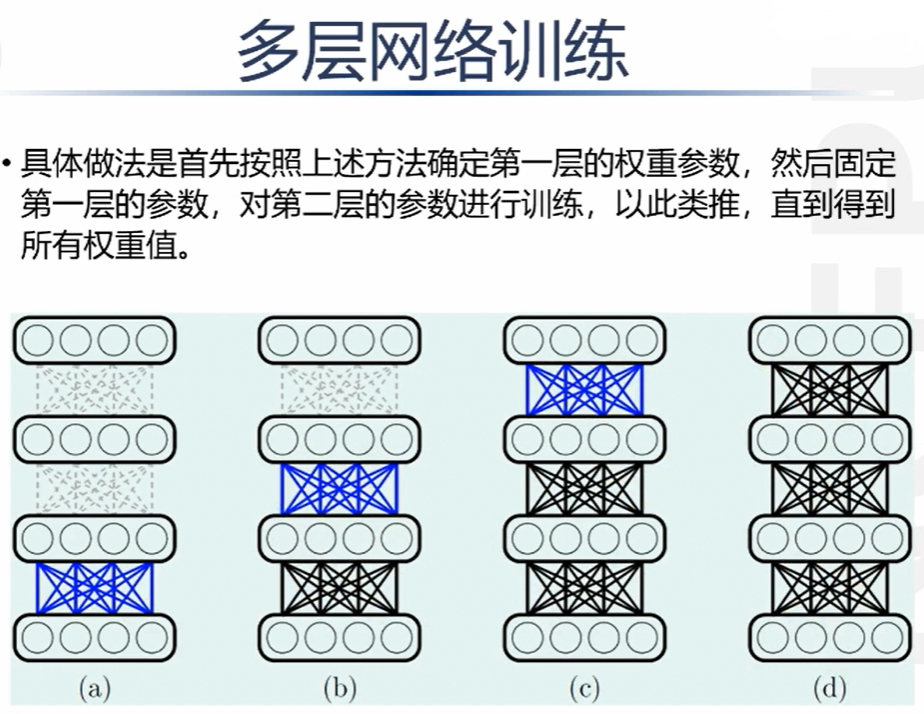 多层网络训练
• 具体做法是首先按照上述方法确定第一层的权重参数，然后固定
第一层的参数，对第二层的参数进行训练，以此类推，直到得到
所有权重值。
(a) (b) (c) (d)